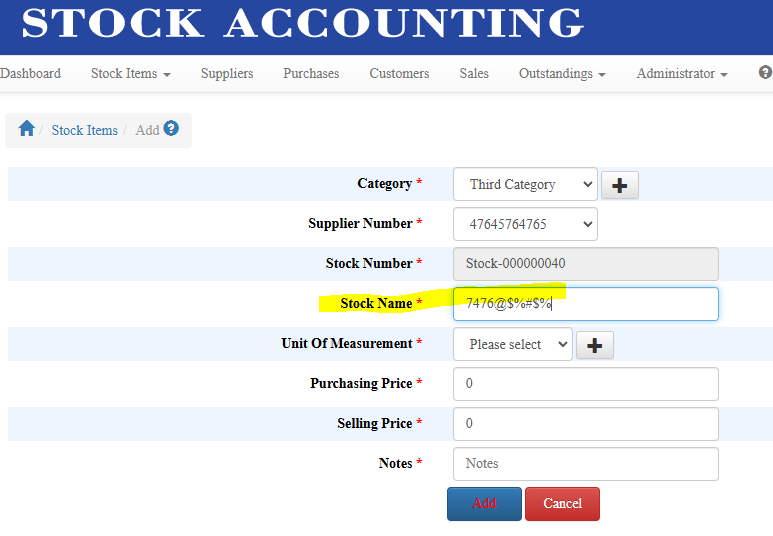 STOCK ACCOUNTING
Dashboard Stock Items Suppliers Purchases Customers Sales Outstandings Administrator ?
/ Stock Items / Add ?
Category * Third Category
Supplier Number * 47645764765
Stock Number * Stock-000000040
Stock Name * 7476@$%#$%
Unit Of Measurement * Please select
Purchasing Price * 0
Selling Price * 0
Notes * Notes
Add Cancel